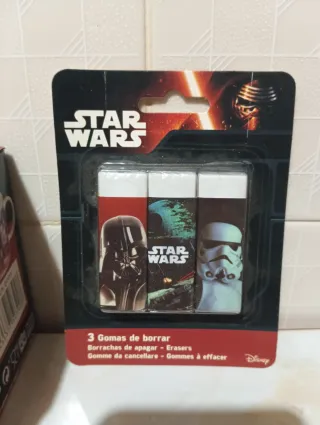 STAR
WARS
STAR
WARS
3 Gomas de borrar
Borrachas de apagar - Erasers
Gomme da cancellare - Gommes à effacer
Disney